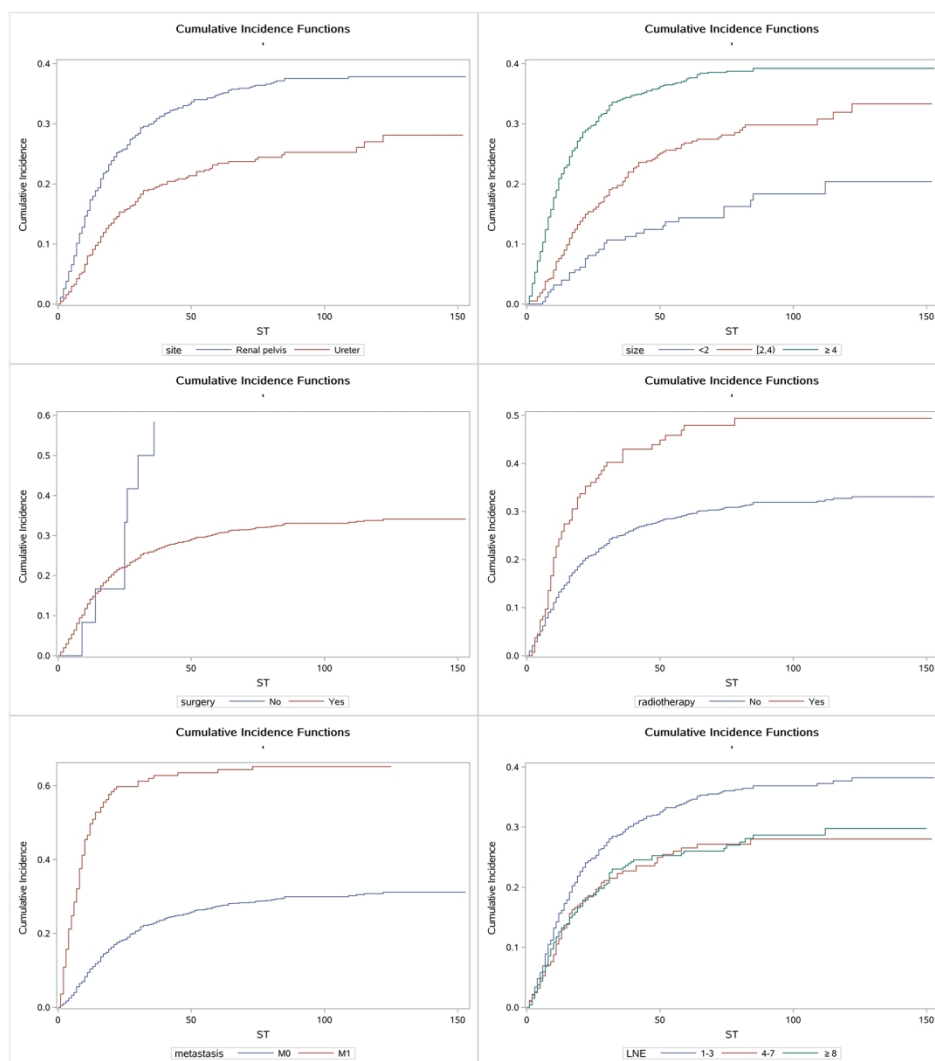 Cumulative Incidence Functions
Cumulative Incidence
0.4
0.3
0.2
0.1
0.0
0 50 100 150
ST
site Renal pelvis Ureter
Cumulative Incidence Functions
Cumulative Incidence
0.4
0.3
0.2
0.1
0.0
0 50 100 150
ST
size <2 [2,4) ≥ 4
Cumulative Incidence Functions
Cumulative Incidence
0.6
0.5
0.4
0.3
0.2
0.1
0.0
0 50 100 150
ST
surgery No Yes
Cumulative Incidence Functions
Cumulative Incidence
0.5
0.4
0.3
0.2
0.1
0.0
0 50 100 150
ST
radiotherapy No Yes
Cumulative Incidence Functions
Cumulative Incidence
0.6
0.4
0.2
0.0
0 50 100 150
ST
metastasis M0 M1
Cumulative Incidence Functions
Cumulative Incidence
0.4
0.3
0.2
0.1
0.0
0 50 100 150
ST
LNE 1-3 4-7 ≥ 8